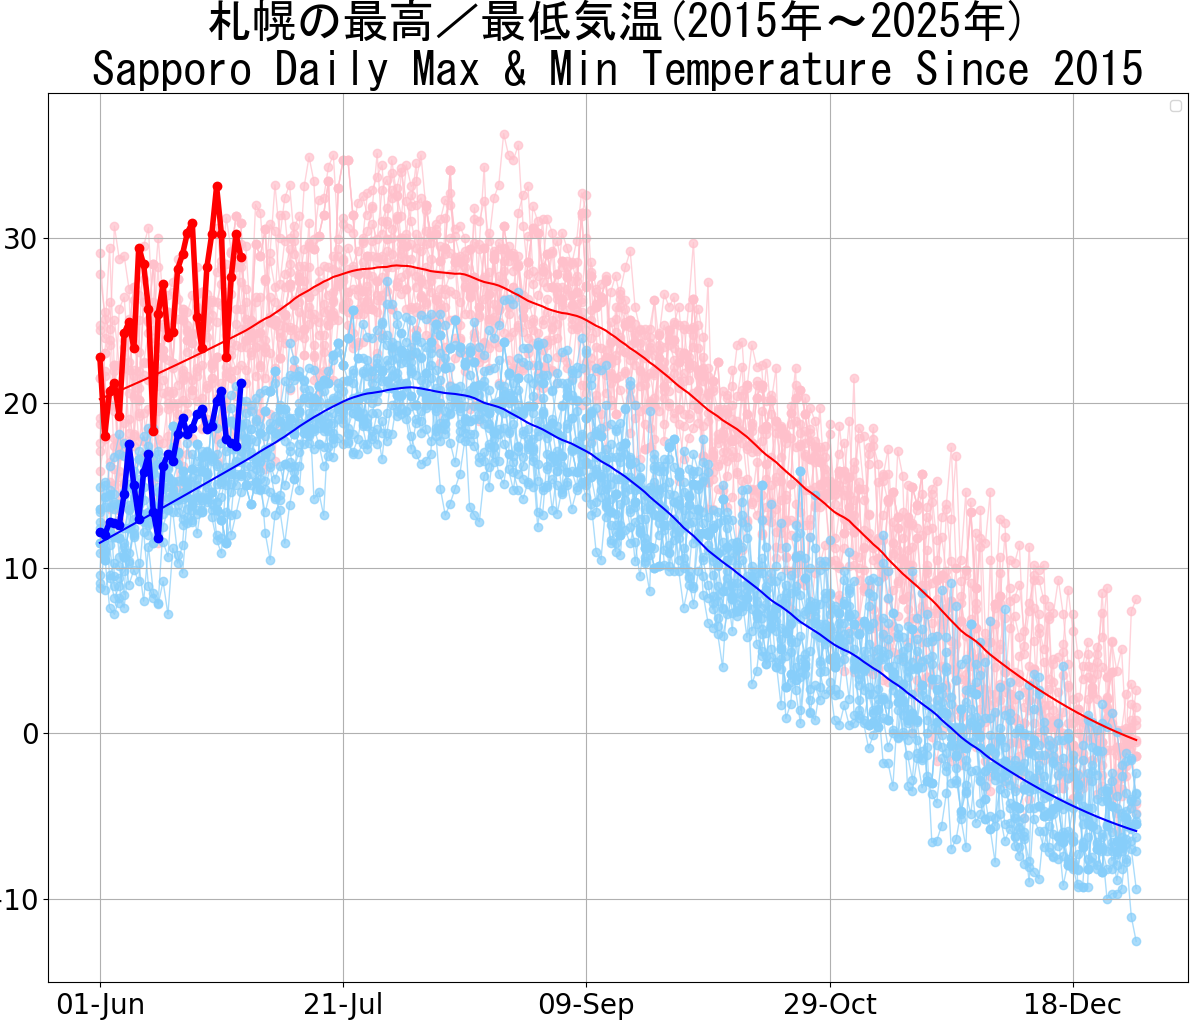 札幌の最高／最低気温(2015年～2025年)
Sapporo Daily Max & Min Temperature Since 2015
30
20
10
0
-10
01-Jun 21-Jul 09-Sep 29-Oct 18-Dec